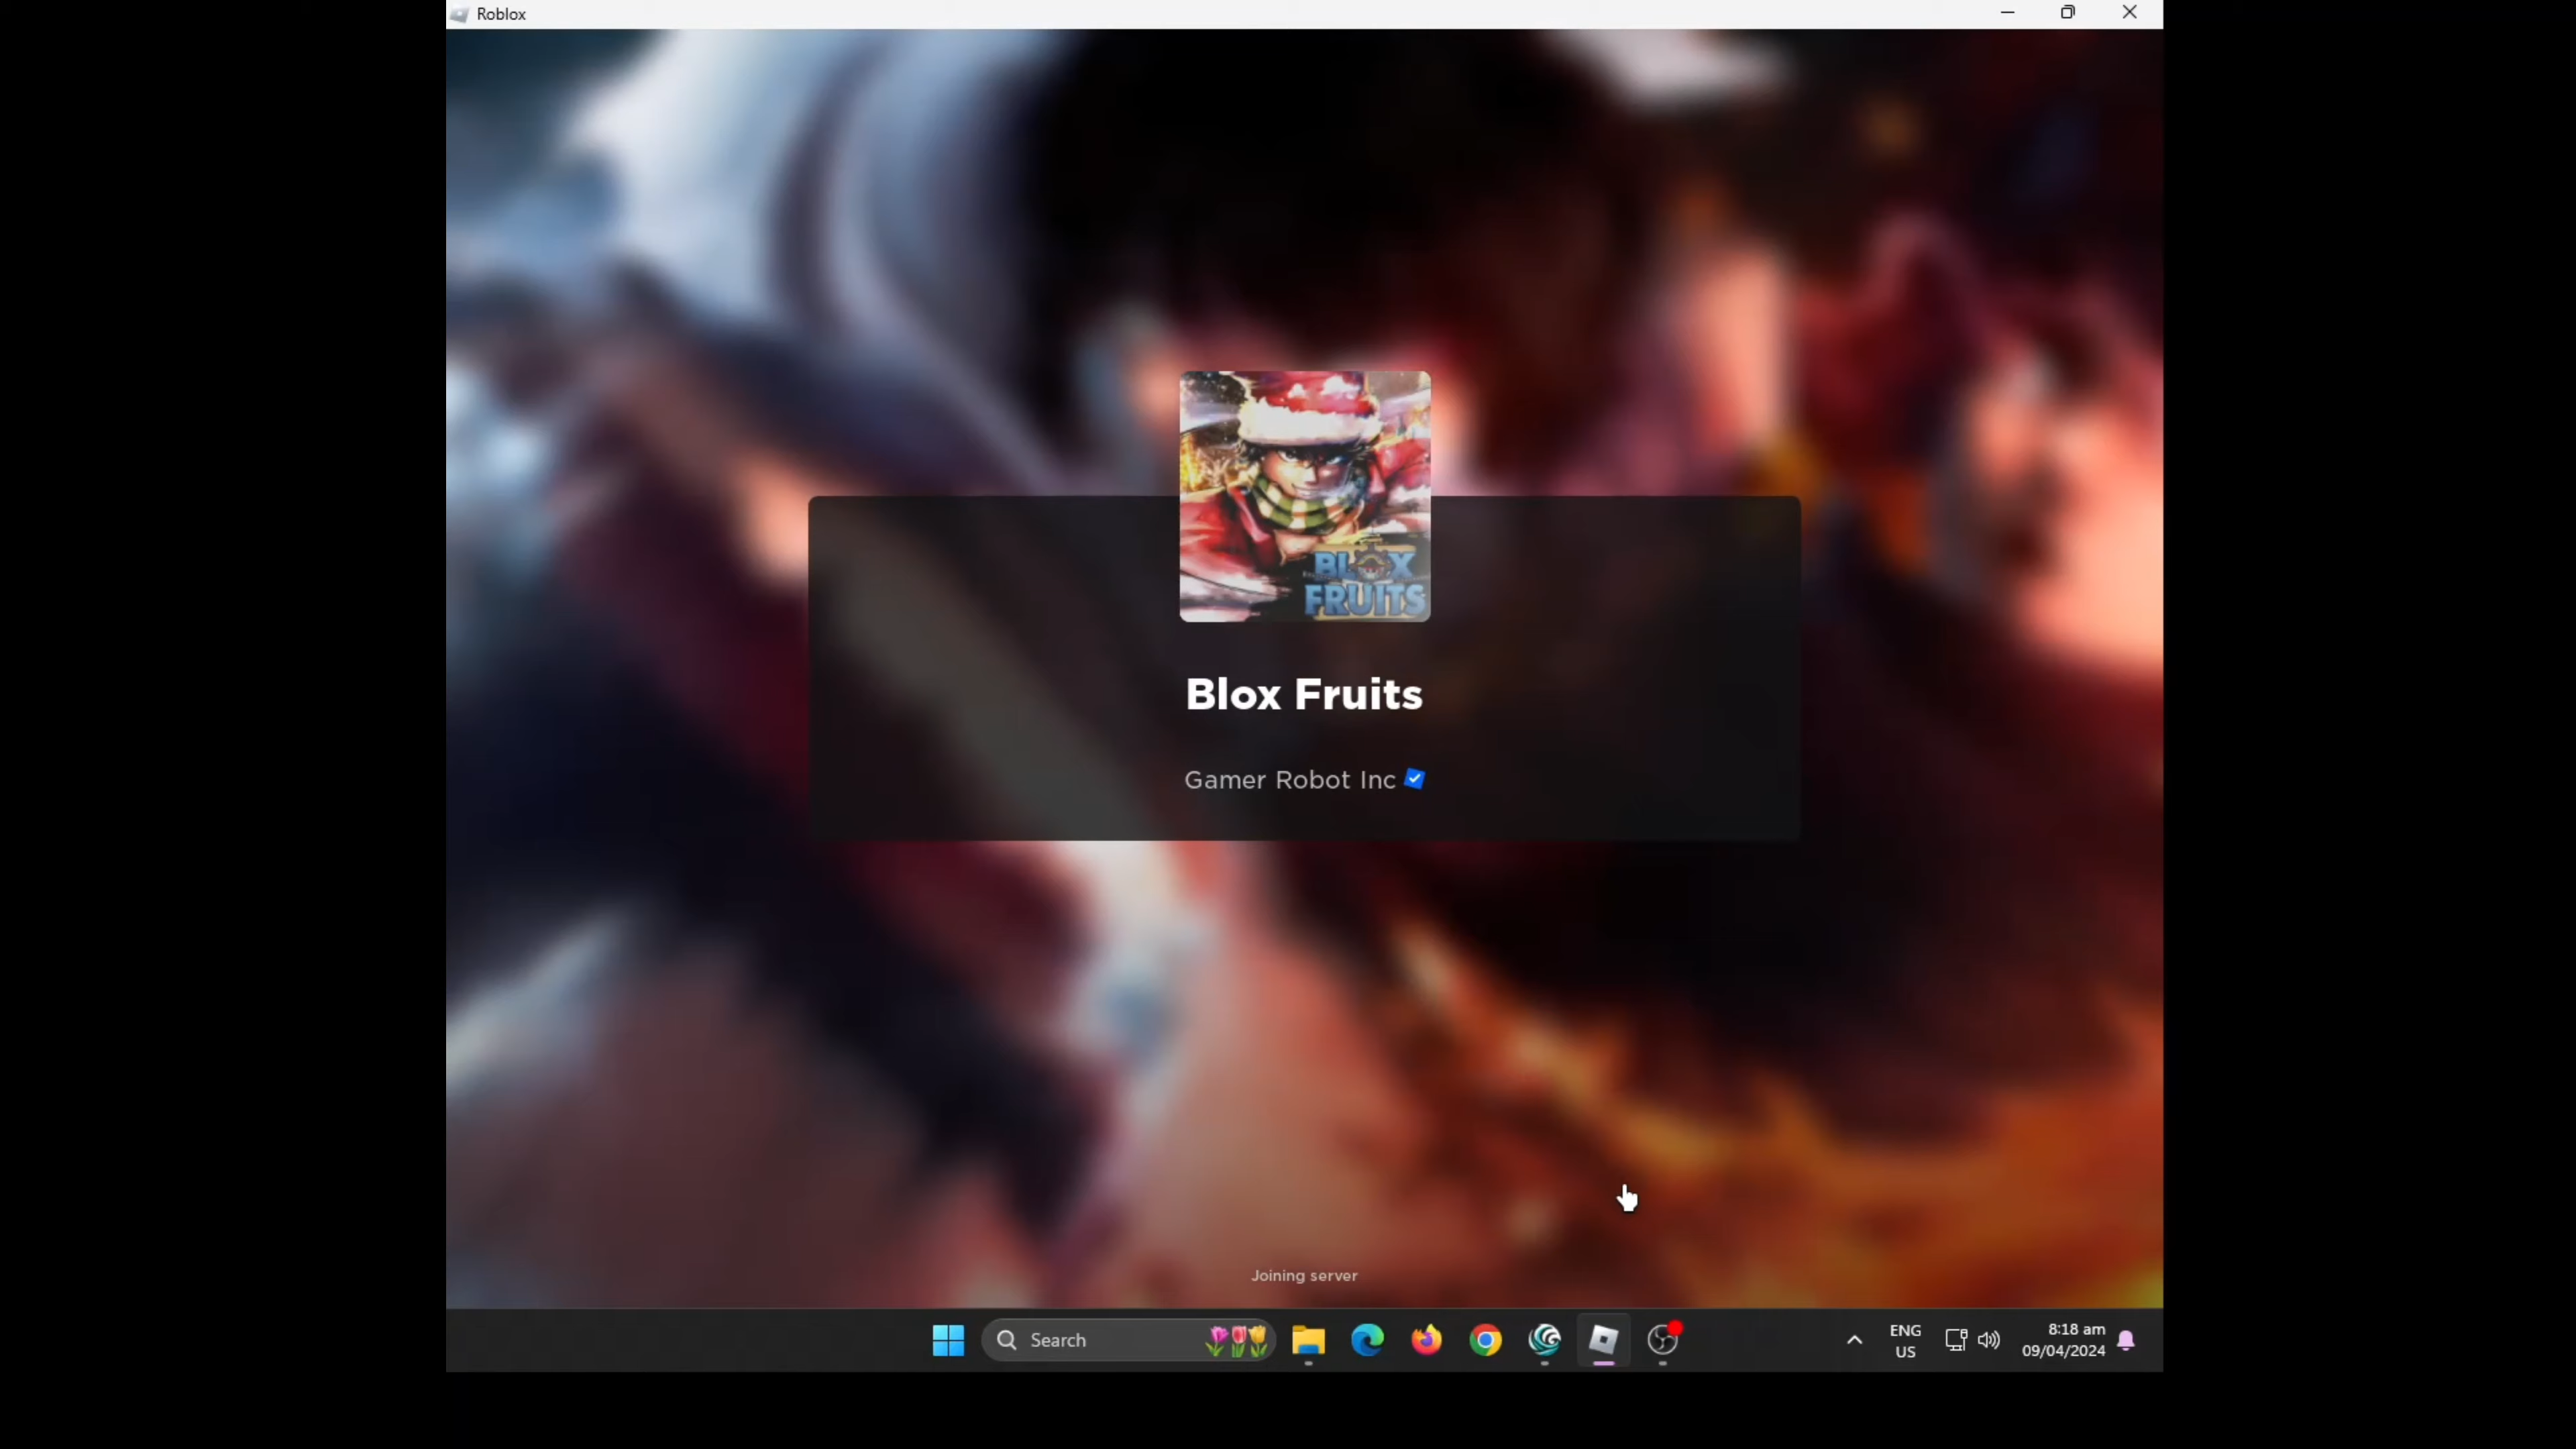 Roblox
BLOX
FRUITS
Blox Fruits
Gamer Robot Inc
Joining server
Search
ENG
US
8:18 am
09/04/2024